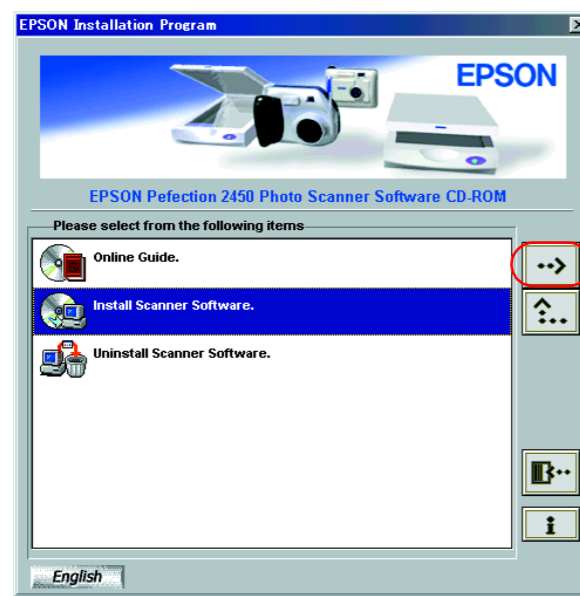 EPSON Installation Program
EPSON
EPSON Pefection 2450 Photo Scanner Software CD-ROM
Please select from the following items
Online Guide.
Install Scanner Software.
Uninstall Scanner Software.
English